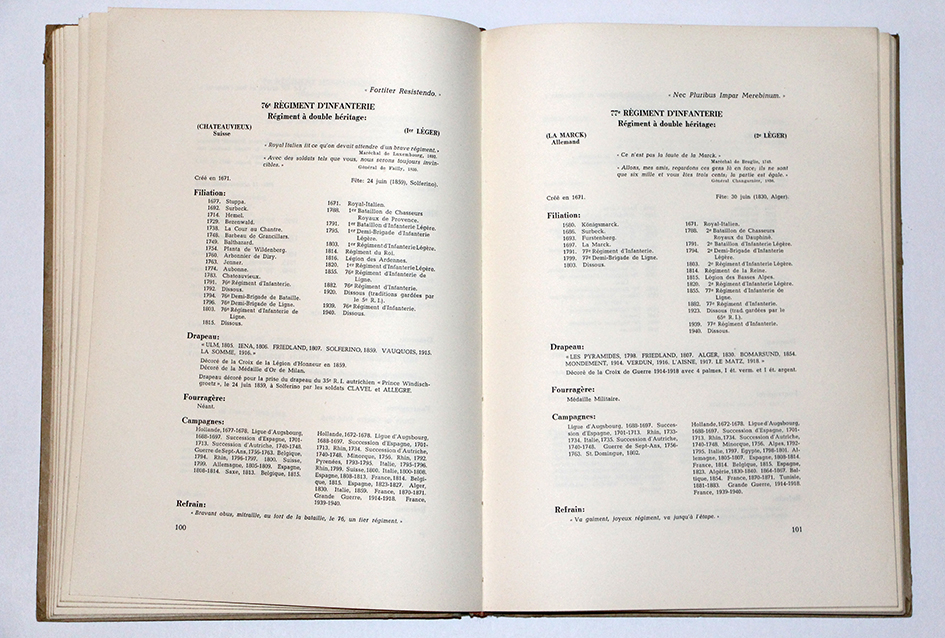 « Fortiter Resistendo. »
76e RÉGIMENT D'INFANTERIE
Régiment à double héritage:
(CHATEAUVIEUX)
Suisse
(1er LÉGER)
« Royal Italien fit ce qu'on devait attendre d'un brave régiment. »
Maréchal de Luxembourg,
« Avec des soldats tels que vous, nous serons toujours invin-
cibles. »
Général de Failly, 1859.
Créé en 1671.
Fête: 24 juin (1859), Solferino).
Filiation:
1677. Stuppa.
1692. Surbeck.
1714. Hemel.
1729. Bezenwald.
1738. La Cour au Chantre.
1748. Barbeau de Grancillers.
1749. Balthazard.
1754. Planta de Wildenberg.
1760. Arbonnier de Dizy.
1763. Jenner.
1774. Aubonne.
1783. Chateauvieux.
1791. 76e Régiment d'Infanterie.
1792. Dissous.
1794. 76e Demi-Brigade de Bataille.
1796. 76e Demi-Brigade de Ligne.
1803. 76e Régiment d'Infanterie de
Ligne.
1815. Dissous.
1671. Royal-Italien.
1788. 1er Bataillon de Chasseurs
Royaux de Provence.
1791. 1er Bataillon d'Infanterie Légère.
1795. 1re Demi-Brigade d'Infanterie
Légère.
1803. 1er Régiment d'Infanterie Légère.
1814. Régiment du Roi.
1816. Légion des Ardennes.
1820. 1er Régiment d'Infanterie Légère.
1855. 76e Régiment d'Infanterie de
Ligne.
1882. 76e Régiment d'Infanterie.
1920. Dissous (traditions gardées par
le 5e R. I.).
1939. 76e Régiment d'Infanterie.
1940. Dissous.
Drapeau:
« ULM, 1805. IENA, 1806. FRIEDLAND, 1807. SOLFERINO, 1859. VAUQUOIS, 1915.
LA SOMME, 1916. »
Décoré de la Croix de la Légion d'Honneur en 1859.
Décoré de la Médaille d'Or de Milan.
Drapeau décoré pour la prise du drapeau du 35e R.I. autrichien « Prince Windisch-
groetz », le 24 juin 1859, à Solferino par les soldats CLAVEL et ALLEGRE.
Fourragère:
Néant.
Campagnes:
Hollande, 1677-1678. Ligue d'Augsbourg,
1688-1697. Succession d'Espagne, 1701-
1713. Succession d'Autriche, 1740-1748.
Guerre de Sept-Ans, 1756-1763. Belgique,
1794. Rhin, 1796-1797. 1800. Suisse,
1799. Allemagne, 1805-1809. Espagne,
1808-1814. Saxe, 1813. Belgique, 1815.
Hollande, 1672-1678. Ligue d'Augsbourg,
1688-1697. Succession d'Espagne, 1701-
1713. Rhin, 1734. Succession d'Autriche,
1740-1748. Minorque, 1756. Rhin, 1792.
Pyrénées, 1793-1795. Italie, 1795-1796.
Rhin, 1799. Suisse, 1800. Italie, 1800-1808.
Espagne, 1808-1813. France, 1814. Belgi-
que, 1815. Espagne, 1823-1827. Alger,
1830. Italie, 1859. France, 1870-1871.
Grande Guerre, 1914-1918. France,
1939-1940.
Refrain:
« Bravant obus, mitraille, au fort de la bataille, le 76, un fier régiment. »
100
« Nec Pluribus Impar Merebinum. »
77e RÉGIMENT D'INFANTERIE
Régiment à double héritage:
(LA MARCK)
Allemand
(2e LÉGER)
« Ce n'est pas la faute de la Marck. »
Maréchal de Broglie,
« Allons, mes amis, regardons ces gens là en face; ils ne sont
que six mille et vous êtes trois cents, la partie est égale. »
Général Changarnier,
Créé en 1671.
Fête: 30 juin (1830, Alger).
Filiation:
1680. Königsmarck.
1686. Surbeck.
1693. Furstenberg.
1697. La Marck.
1791. 77e Régiment d'Infanterie.
1799. 77e Demi-Brigade de Ligne.
1803. Dissous.
1671. Royal-Italien.
1788. 2e Bataillon de Chasseurs
Royaux du Dauphiné.
1791. 2e Bataillon d'Infanterie Légère.
1794. 2e Demi-Brigade d'Infanterie
Légère.
1803. 2e Régiment d'Infanterie Légère.
1814. Régiment de la Reine.
1815. Légion des Basses Alpes.
1820. 2e Régiment d'Infanterie Légère.
1855. 77e Régiment d'Infanterie de
Ligne.
1882. 77e Régiment d'Infanterie.
1923. Dissous (trad. gardées par le
65e R. I.).
1939. 77e Régiment d'Infanterie.
1940. Dissous.
Drapeau:
« LES PYRAMIDES, 1798. FRIEDLAND, 1807. ALGER, 1830. BOMARSUND, 1854.
MONDEMENT, 1914. VERDUN, 1916. L'AISNE, 1917. LE MATZ, 1918. »
Décoré de la Croix de Guerre 1914-1918 avec 4 palmes, 1 ét. verm. et 1 ét. argent.
Fourragère:
Médaille Militaire.
Campagnes:
Ligue d'Augsbourg, 1688-1697. Succes-
sion d'Espagne, 1701-1713. Rhin, 1733-
1734. Italie, 1735. Succession d'Autriche,
1740-1748. Guerre de Sept-Ans, 1757-
1763. St. Domingue, 1802.
Hollande, 1672-1678. Ligue d'Augsbourg,
1688-1697. Succession d'Espagne, 1701-
1713. Rhin, 1734. Succession d'Autriche,
1740-1748. Minorque, 1756. Alpes, 1792-
1795. Italie, 1797. Egypte, 1798-1801. Al-
lemagne, 1805-1807. Espagne, 1808-1814.
France, 1814. Belgique, 1815. Espagne,
1823. Algérie, 1830-1848. 1864-1867. Bal-
tique, 1854. France, 1870-1871. Tunisie,
1881-1883. Grande Guerre, 1914-1918.
France, 1939-1940.
Refrain:
« Va gaiment, joyeux régiment, va jusqu'à l'étape. »
101